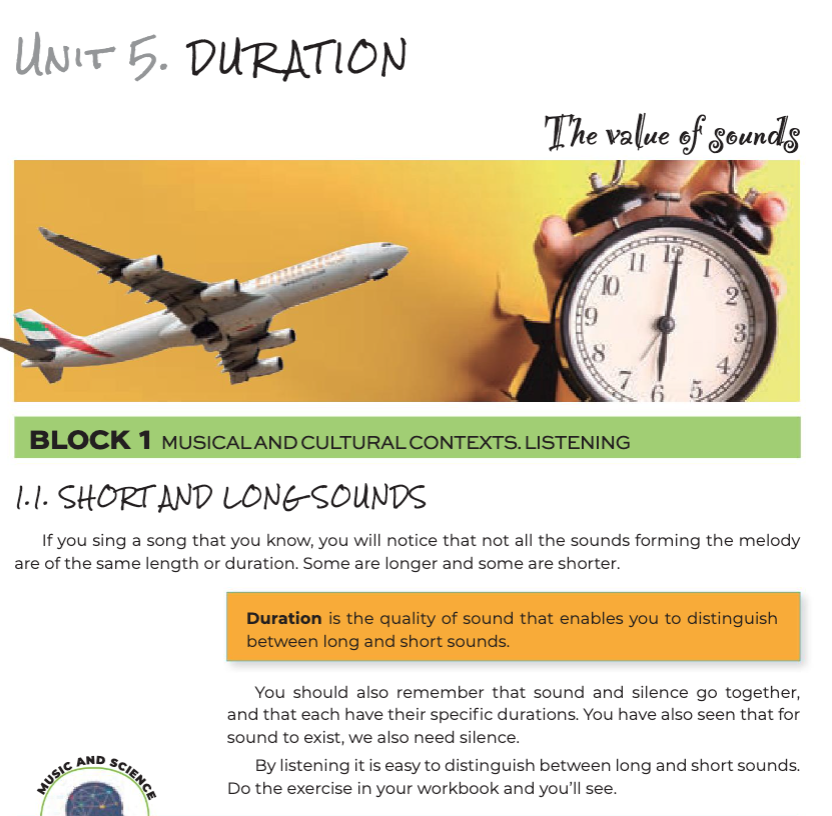 UNIT 5. DURATION
The value of sounds
Emirates
11 12 1
10 2
9 3
8 4
7 6 5
BLOCK 1 MUSICAL AND CULTURAL CONTEXTS. LISTENING
1.1. SHORT AND LONG SOUNDS
If you sing a song that you know, you will notice that not all the sounds forming the melody
are of the same length or duration. Some are longer and some are shorter.
Duration is the quality of sound that enables you to distinguish
between long and short sounds.
You should also remember that sound and silence go together,
and that each have their specific durations. You have also seen that for
sound to exist, we also need silence.
By listening it is easy to distinguish between long and short sounds.
Do the exercise in your workbook and you'll see.
MUSIC AND SCIENCE